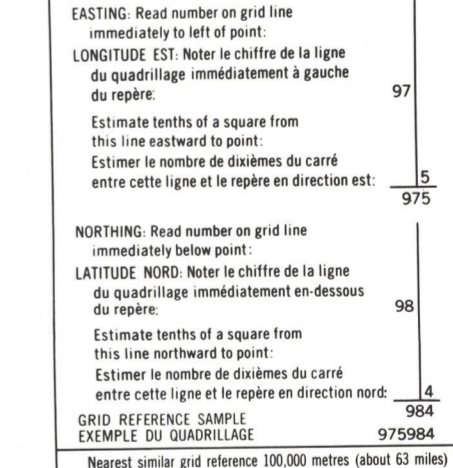 EASTING: Read number on grid line
immediately to left of point:
LONGITUDE EST: Noter le chiffre de la ligne
du quadrillage immédiatement à gauche
du repère: 97
Estimate tenths of a square from
this line eastward to point:
Estimer le nombre de dixièmes du carré
entre cette ligne et le repère en direction est: 5
975
NORTHING: Read number on grid line
immediately below point:
LATITUDE NORD: Noter le chiffre de la ligne
du quadrillage immédiatement en-dessous
du repère: 98
Estimate tenths of a square from
this line northward to point:
Estimer le nombre de dixièmes du carré
entre cette ligne et le repère en direction nord: 4
GRID REFERENCE SAMPLE 984
EXEMPLE DU QUADRILLAGE 975984
Nearest similar grid reference 100,000 metres (about 63 miles)